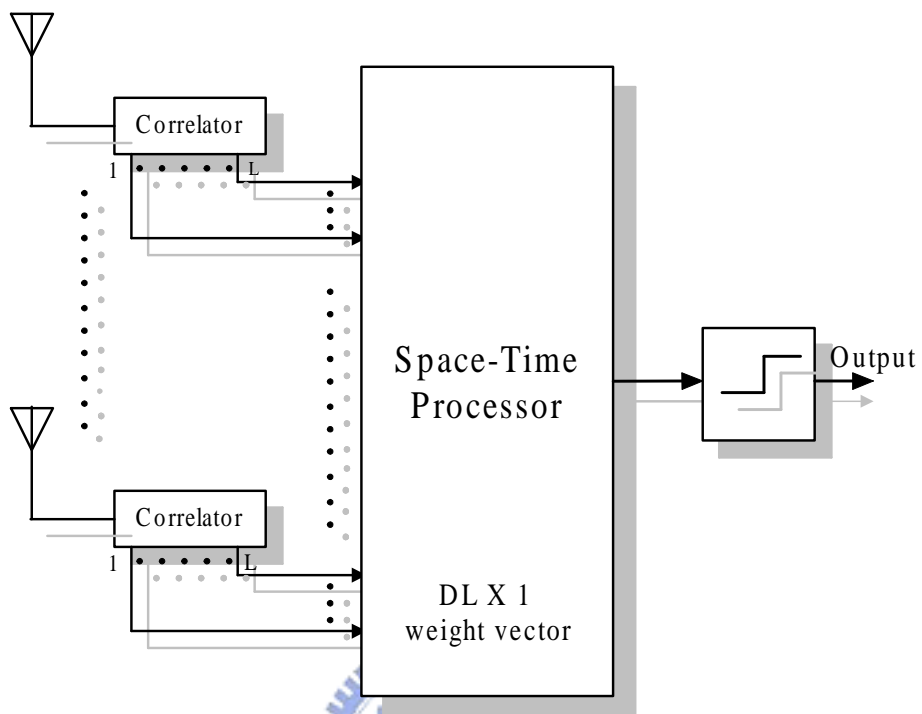 Correlator
1
L
Space-Time
Processor
Output
Correlator
1
L
DL X 1
weight vector